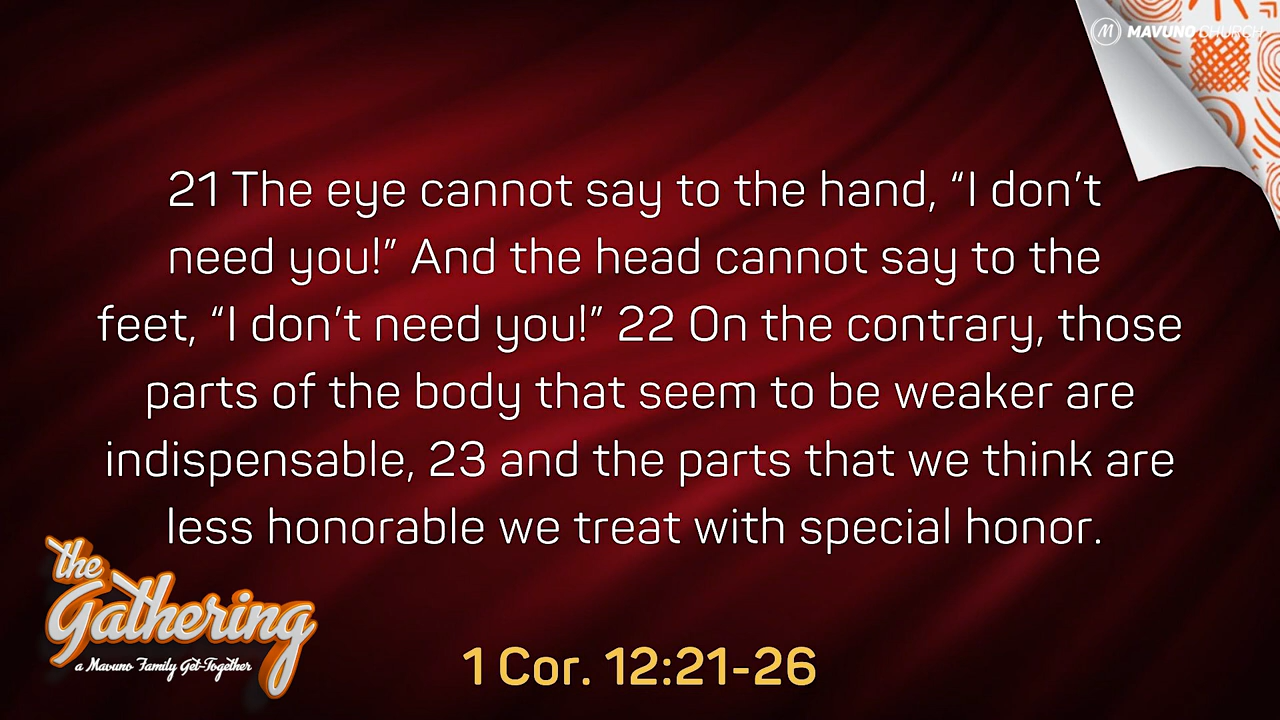 MAVUNO CHURCH
21 The eye cannot say to the hand, “I don’t
need you!” And the head cannot say to the
feet, “I don’t need you!” 22 On the contrary, those
parts of the body that seem to be weaker are
indispensable, 23 and the parts that we think are
less honorable we treat with special honor.
the
Gathering
a Mavuno Family Get-Together
1 Cor. 12:21-26